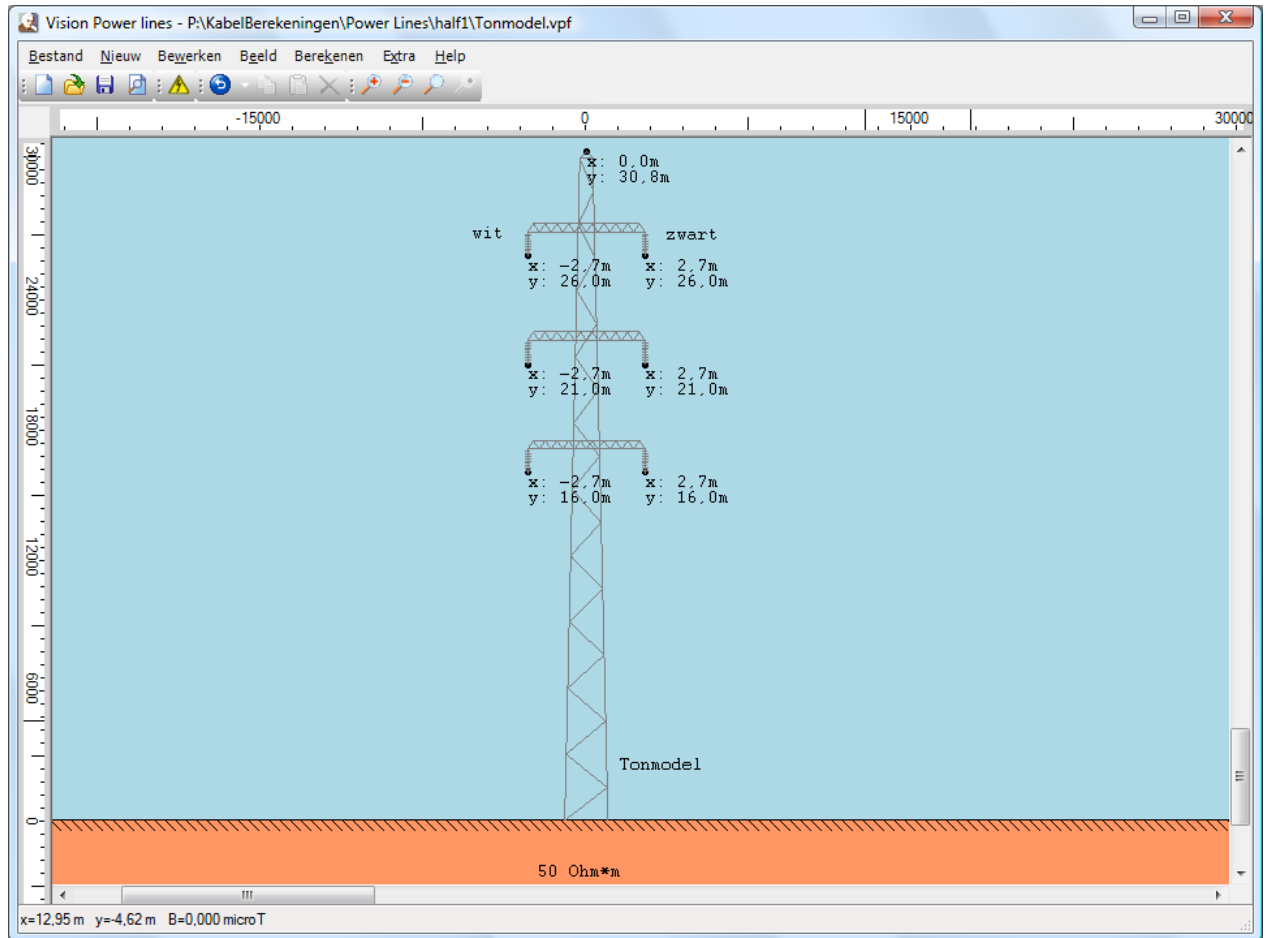 Vision Power lines - P:\KabelBerekeningen\Power Lines\half1\Tonmodel.vpf
Bestand Nieuw Bewerken Beeld Berekenen Extra Help
-15000 0 15000 30000
30000
x: 0,0m
y: 30,8m
wit zwart
x: -2,7m x: 2,7m
y: 26,0m y: 26,0m
24000
x: -2,7m x: 2,7m
y: 21,0m y: 21,0m
18000
x: -2,7m x: 2,7m
y: 16,0m y: 16,0m
12000
6000
Tonmodel
0
50 Ohm*m
x=12,95 m y=-4,62 m B=0,000 microT